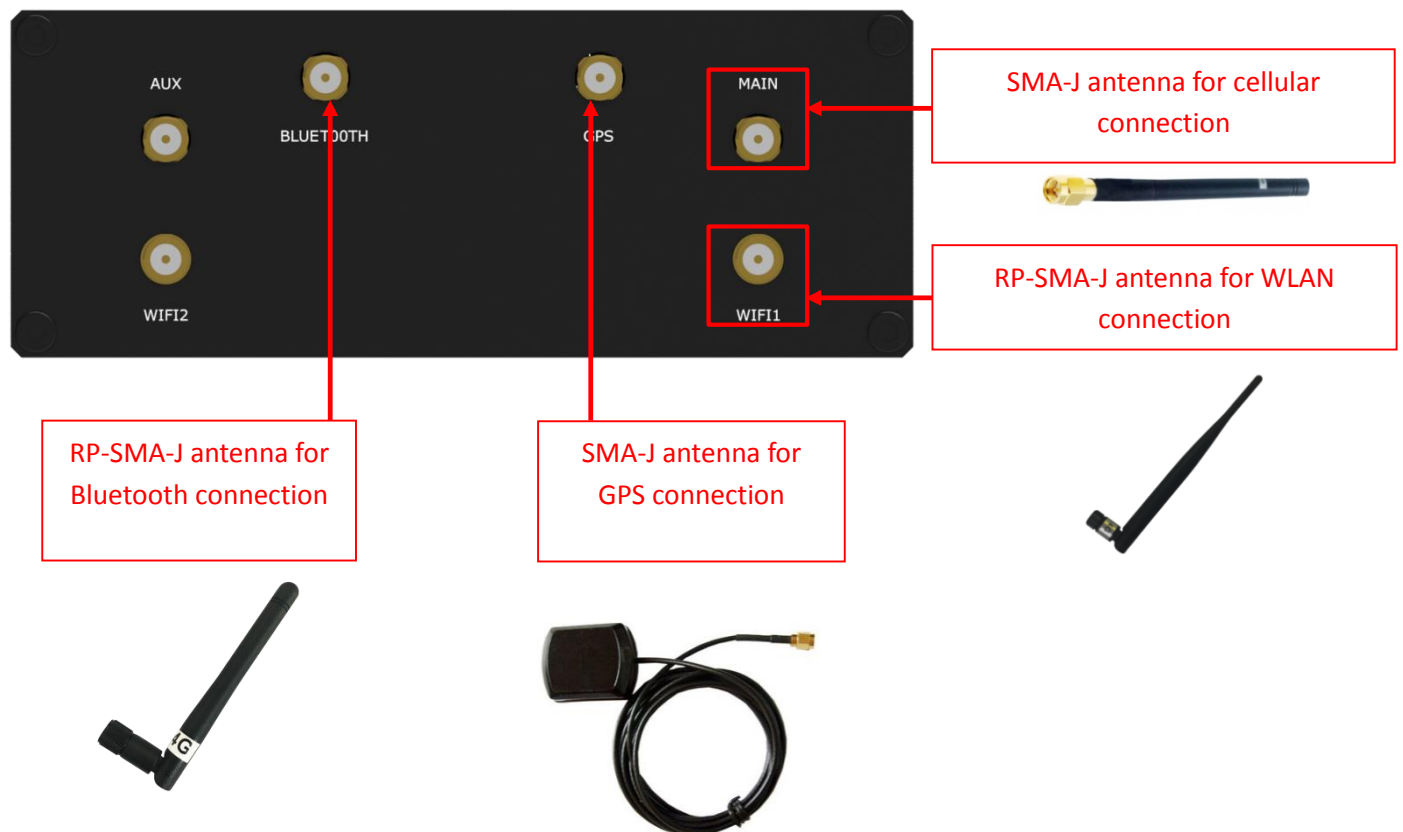 AUX
BLUETOOTH
GPS
MAIN
WIFI2
WIFI1
SMA-J antenna for cellular
connection
RP-SMA-J antenna for WLAN
connection
RP-SMA-J antenna for
Bluetooth connection
SMA-J antenna for
GPS connection
4G